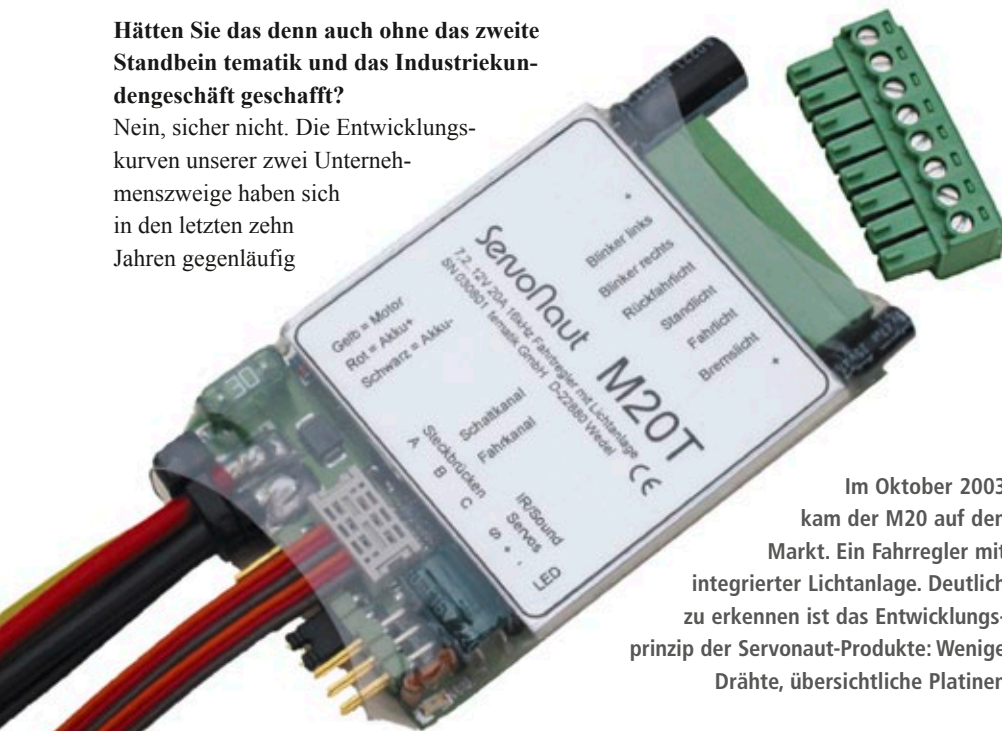 Hätten Sie das denn auch ohne das zweite
Standbein tematik und das Industriekun-
dengeschäft geschafft?
Nein, sicher nicht. Die Entwicklungs-
kurven unserer zwei Unterneh-
menszweige haben sich
in den letzten zehn
Jahren gegenläufig
Servonaut M20T
7,2..12V 20A 16kHz Fahrregler mit Lichtanlage
SN 030801 tematik GmbH D-22880 Wedel CE
+
Blinker links
Blinker rechts
Rückfahrlicht
Standlicht
Fahrlicht
Bremslicht
+
Gelb = Motor
Rot = Akku+
Schwarz = Akku-
Schaltkanal
Fahrkanal
Steckbrücken
A B C
IR/Sound
Servos
S + -
LED
Im Oktober 2003
kam der M20 auf den
Markt. Ein Fahrregler mit
integrierter Lichtanlage. Deutlich
zu erkennen ist das Entwicklungs-
prinzip der Servonaut-Produkte: Wenige
Drähte, übersichtliche Platinen